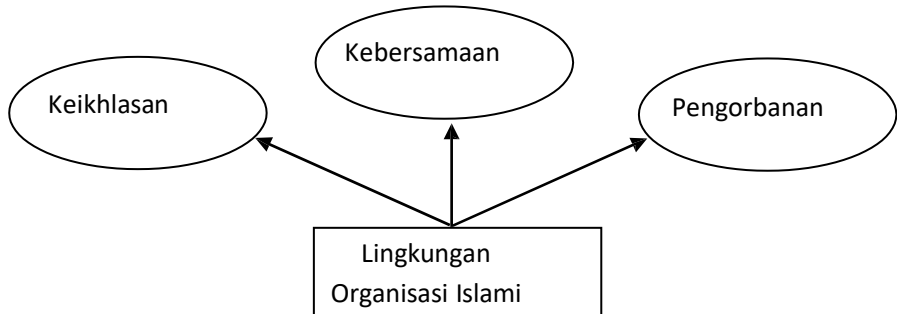 Kebersamaan
Keikhlasan
Pengorbanan
Lingkungan
Organisasi Islami